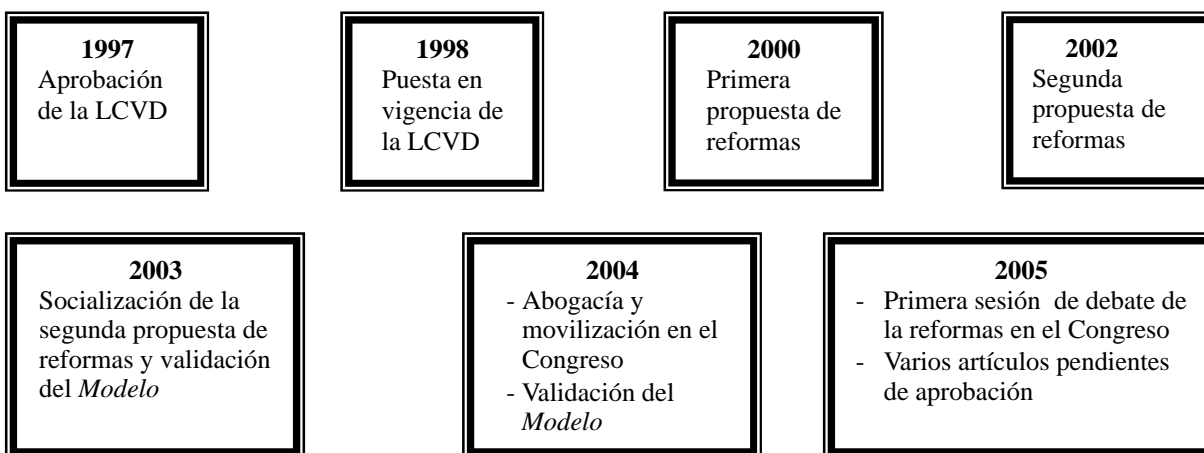 1997
Aprobación
de la LCVD
1998
Puesta en
vigencia de
la LCVD
2000
Primera
propuesta de
reformas
2002
Segunda
propuesta de
reformas
2003
Socialización de la
segunda propuesta de
reformas y validación
del Modelo
2004
- Abogacía y
movilización en el
Congreso
- Validación del
Modelo
2005
- Primera sesión de debate de
la reformas en el Congreso
- Varios artículos pendientes
de aprobación